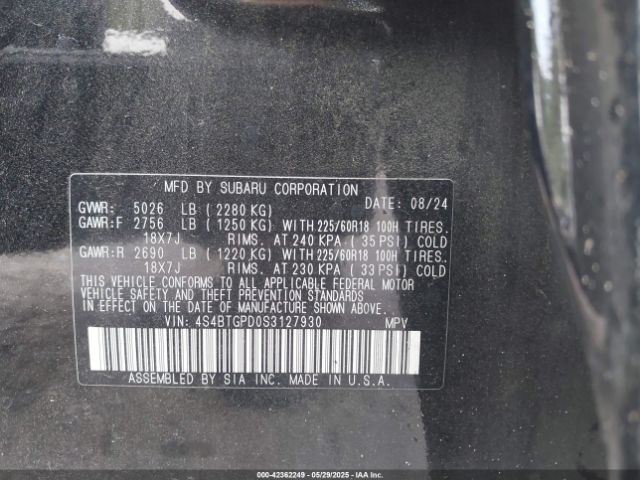 MFD BY SUBARU CORPORATION DATE: 08/24
GVWR: 5026 LB ( 2280 KG)
GAWR:F 2756 LB ( 1250 KG) WITH 225/60R18 100H TIRES.
18X7J RIMS. AT 240 KPA ( 35 PSI) COLD
GAWR:R 2690 LB ( 1220 KG) WITH 225/60R18 100H TIRES.
18X7J RIMS. AT 230 KPA ( 33 PSI) COLD
THIS VEHICLE CONFORMS TO ALL APPLICABLE FEDERAL MOTOR
VEHICLE SAFETY AND THEFT PREVENTION STANDARDS
IN EFFECT ON THE DATE OF MANUFACTURE SHOWN ABOVE.
VIN: 4S4BTGPD0S3127930 MPV
ASSEMBLED BY SIA INC. MADE IN U.S.A.
000-42362249 - 05/29/2025 - IAAI.com